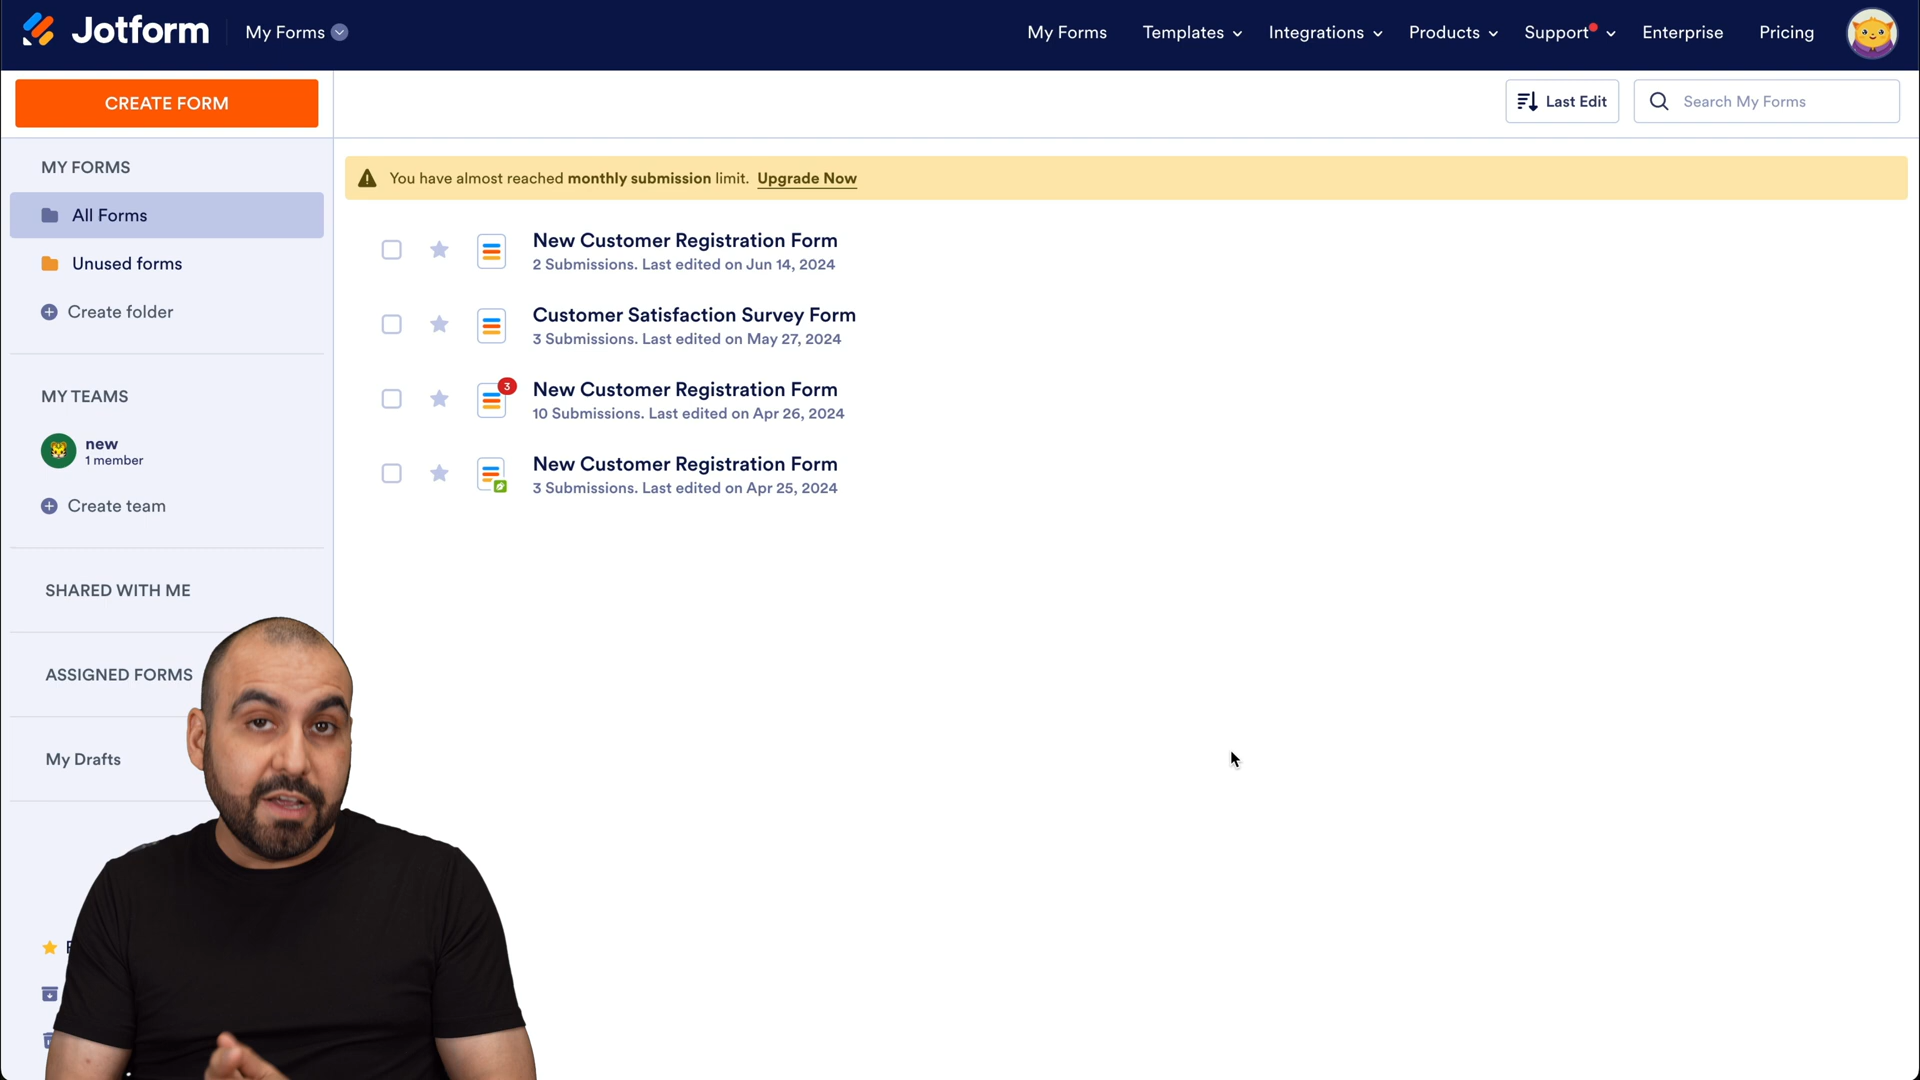 Jotform
My Forms
My Forms
Templates
Integrations
Products
Support
Enterprise
Pricing
CREATE FORM
Last Edit
Search My Forms
MY FORMS
All Forms
Unused forms
Create folder
MY TEAMS
new
1 member
Create team
SHARED WITH ME
ASSIGNED FORMS
My Drafts
You have almost reached monthly submission limit. Upgrade Now
New Customer Registration Form
2 Submissions. Last edited on Jun 14, 2024
Customer Satisfaction Survey Form
3 Submissions. Last edited on May 27, 2024
3
New Customer Registration Form
10 Submissions. Last edited on Apr 26, 2024
New Customer Registration Form
3 Submissions. Last edited on Apr 25, 2024